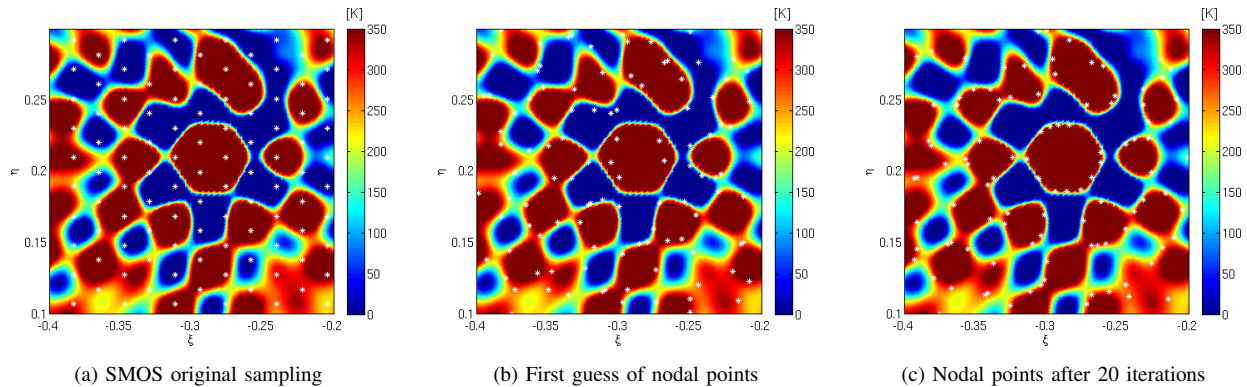 [K]
350
300
250
200
150
100
50
0
0.25
0.2
0.15
0.1
η
-0.4 -0.35 -0.3 -0.25 -0.2
ξ
(a) SMOS original sampling
[K]
350
300
250
200
150
100
50
0
0.25
0.2
0.15
0.1
η
-0.4 -0.35 -0.3 -0.25 -0.2
ξ
(b) First guess of nodal points
[K]
350
300
250
200
150
100
50
0
0.25
0.2
0.15
0.1
η
-0.4 -0.35 -0.3 -0.25 -0.2
ξ
(c) Nodal points after 20 iterations